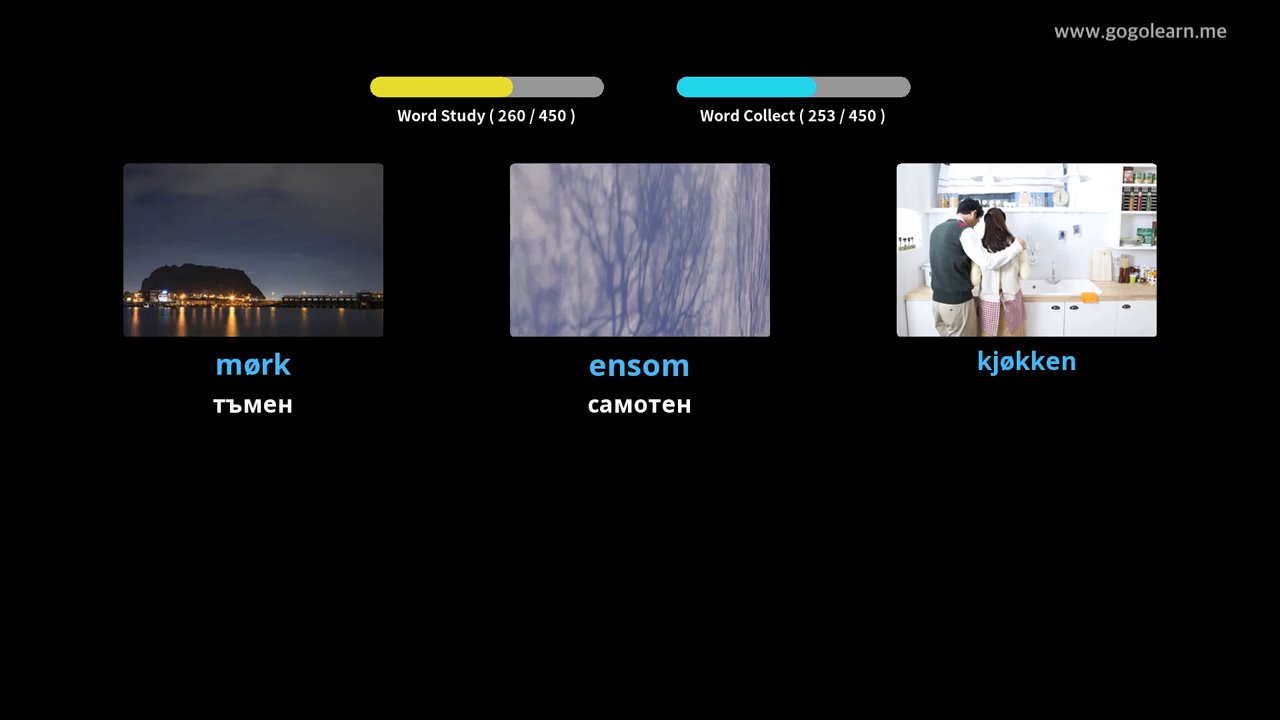 www.gogolearn.me
Word Study ( 260 / 450 )
Word Collect ( 253 / 450 )
mørk
ensom
kjøkken
тъмен
самотен